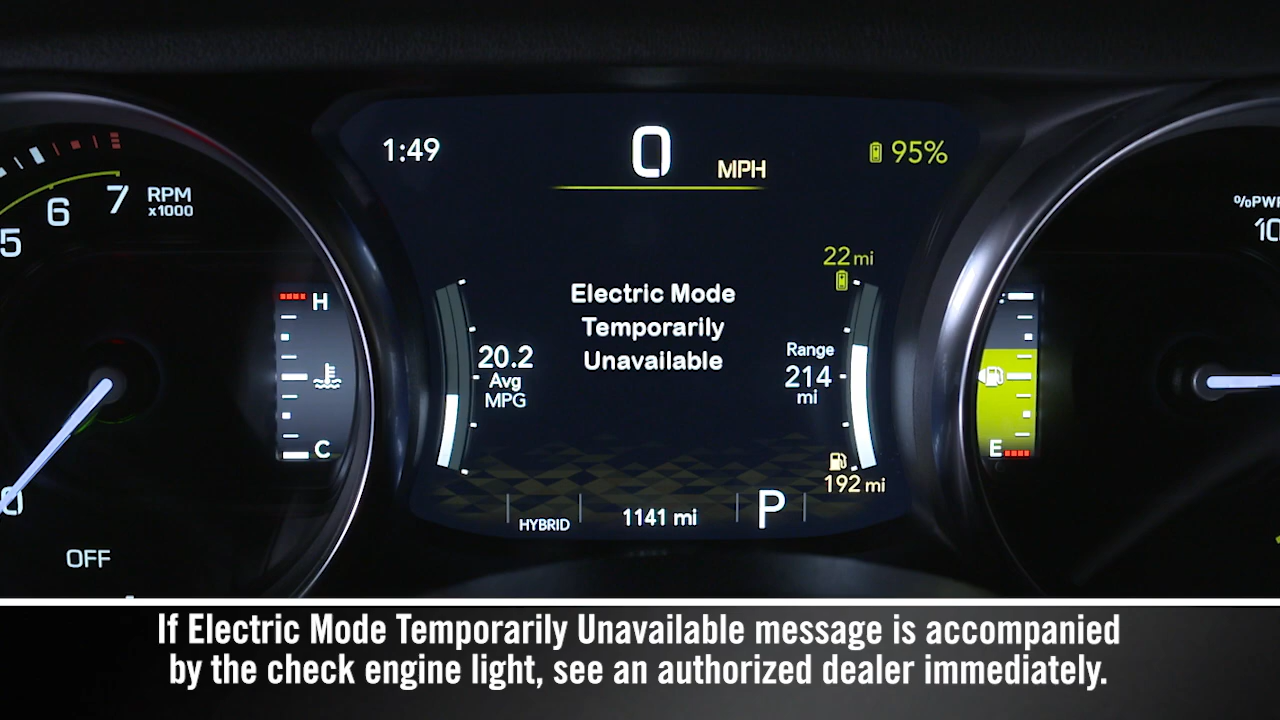 1:49
0 MPH
95%
5
6
7
RPM
x1000
%PWR
10
22 mi
H
Electric Mode
Temporarily
Unavailable
20.2
Avg
MPG
Range
214
mi
C
E
192 mi
0
HYBRID
1141 mi
P
OFF
If Electric Mode Temporarily Unavailable message is accompanied
by the check engine light, see an authorized dealer immediately.